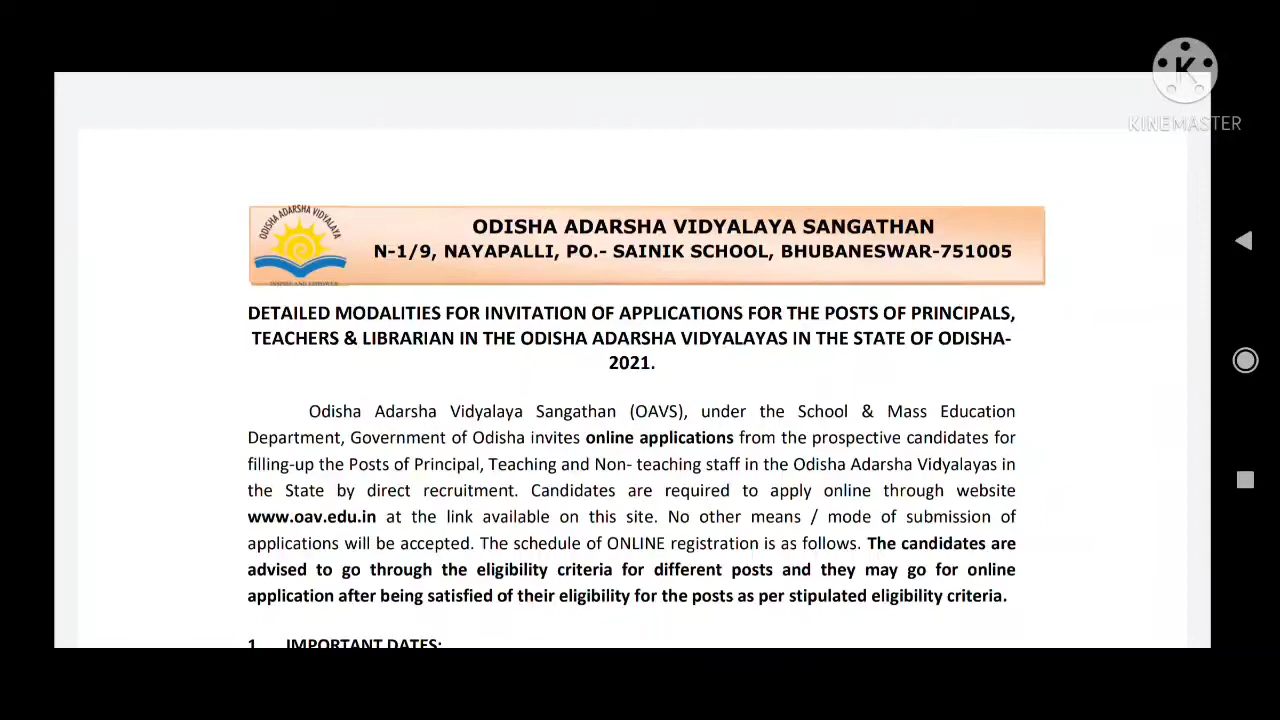 KINEMASTER
ODISHA ADARSHA VIDYALAYA
ODISHA ADARSHA VIDYALAYA SANGATHAN
N-1/9, NAYAPALLI, PO.- SAINIK SCHOOL, BHUBANESWAR-751005
DETAILED MODALITIES FOR INVITATION OF APPLICATIONS FOR THE POSTS OF PRINCIPALS,
TEACHERS & LIBRARIAN IN THE ODISHA ADARSHA VIDYALAYAS IN THE STATE OF ODISHA-
2021.
Odisha Adarsha Vidyalaya Sangathan (OAVS), under the School & Mass Education
Department, Government of Odisha invites online applications from the prospective candidates for
filling-up the Posts of Principal, Teaching and Non- teaching staff in the Odisha Adarsha Vidyalayas in
the State by direct recruitment. Candidates are required to apply online through website
www.oav.edu.in at the link available on this site. No other means / mode of submission of
applications will be accepted. The schedule of ONLINE registration is as follows. The candidates are
advised to go through the eligibility criteria for different posts and they may go for online
application after being satisfied of their eligibility for the posts as per stipulated eligibility criteria.
1. IMPORTANT DATES: